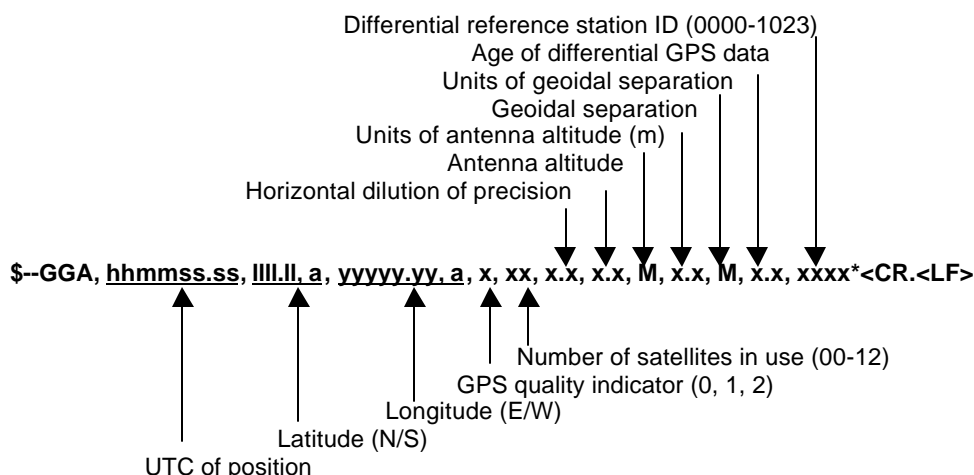 Differential reference station ID (0000-1023)
Age of differential GPS data
Units of geoidal separation
Geoidal separation
Units of antenna altitude (m)
Antenna altitude
Horizontal dilution of precision
$--GGA, hhmmss.ss, llll.ll, a, yyyyy.yy, a, x, xx, x.x, x.x, M, x.x, M, x.x, xxxx*<CR.<LF>
Number of satellites in use (00-12)
GPS quality indicator (0, 1, 2)
Longitude (E/W)
Latitude (N/S)
UTC of position